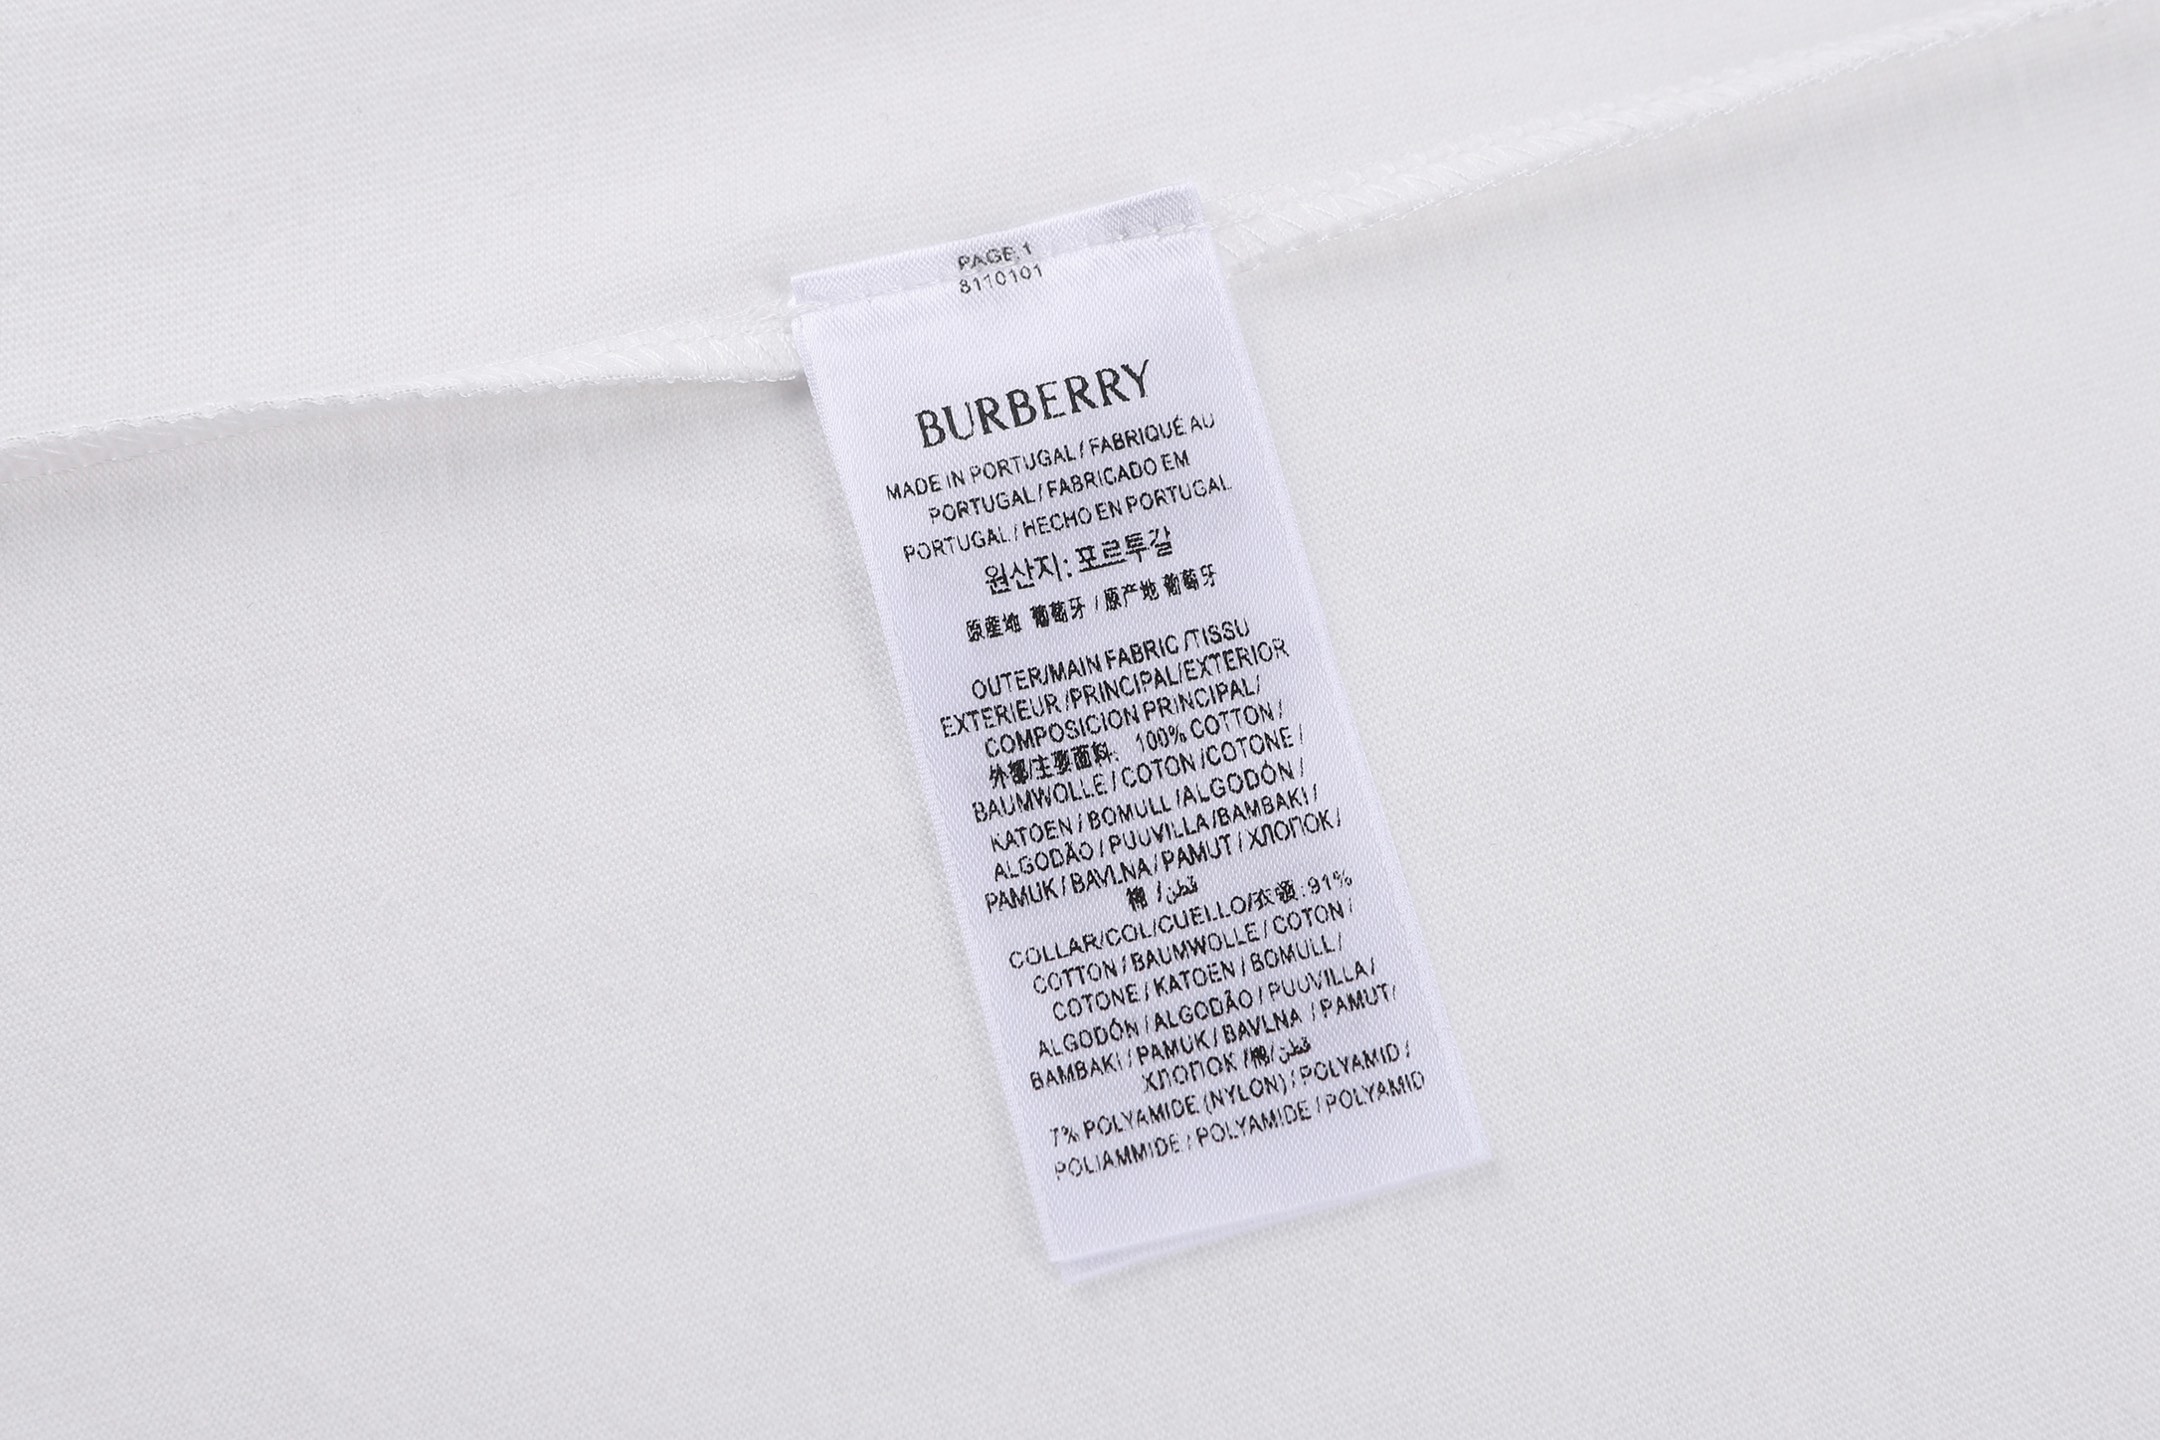 PAGE 1
8110101
BURBERRY
MADE IN PORTUGAL / FABRIQUÉ AU
PORTUGAL / FABRICADO EM
PORTUGAL / HECHO EN PORTUGAL
원산지: 포르투갈
原産地 葡萄牙 / 原产地 葡萄牙
OUTER/MAIN FABRIC /TISSU
EXTERIEUR /PRINCIPAL/EXTERIOR
COMPOSICION PRINCIPAL/
外部/主要面料: 100% COTTON /
BAUMWOLLE / COTON /COTONE /
KATOEN / BOMULL /ALGODÓN /
ALGODÃO / PUUVILLA/BAMBAKI /
PAMUK / BAVLNA / PAMUT / ХЛОПОК /
棉 / قطن
COLLAR/COL/CUELLO/衣领: 91%
COTTON / BAUMWOLLE / COTON /
COTONE / KATOEN / BOMULL /
ALGODÓN / ALGODÃO / PUUVILLA /
BAMBAKI / PAMUK / BAVLNA / PAMUT/
ХЛОПОК /棉/ قطن
7% POLYAMIDE (NYLON) / POLYAMID /
POLIAMMIDE / POLYAMIDE / POLYAMID